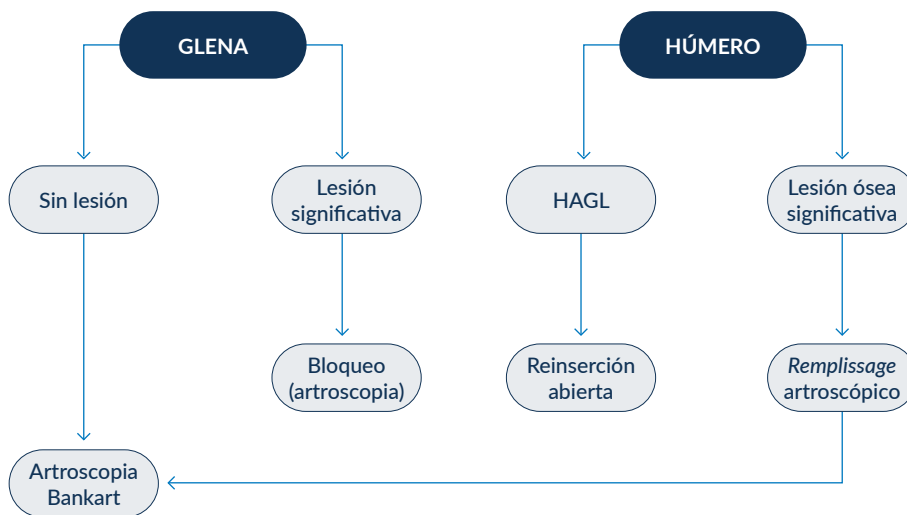 GLENA
HÚMERO
Sin lesión
Lesión
significativa
HAGL
Lesión ósea
significativa
Bloqueo
(artroscopia)
Reinserción
abierta
Remplissage
artroscópico
Artroscopia
Bankart